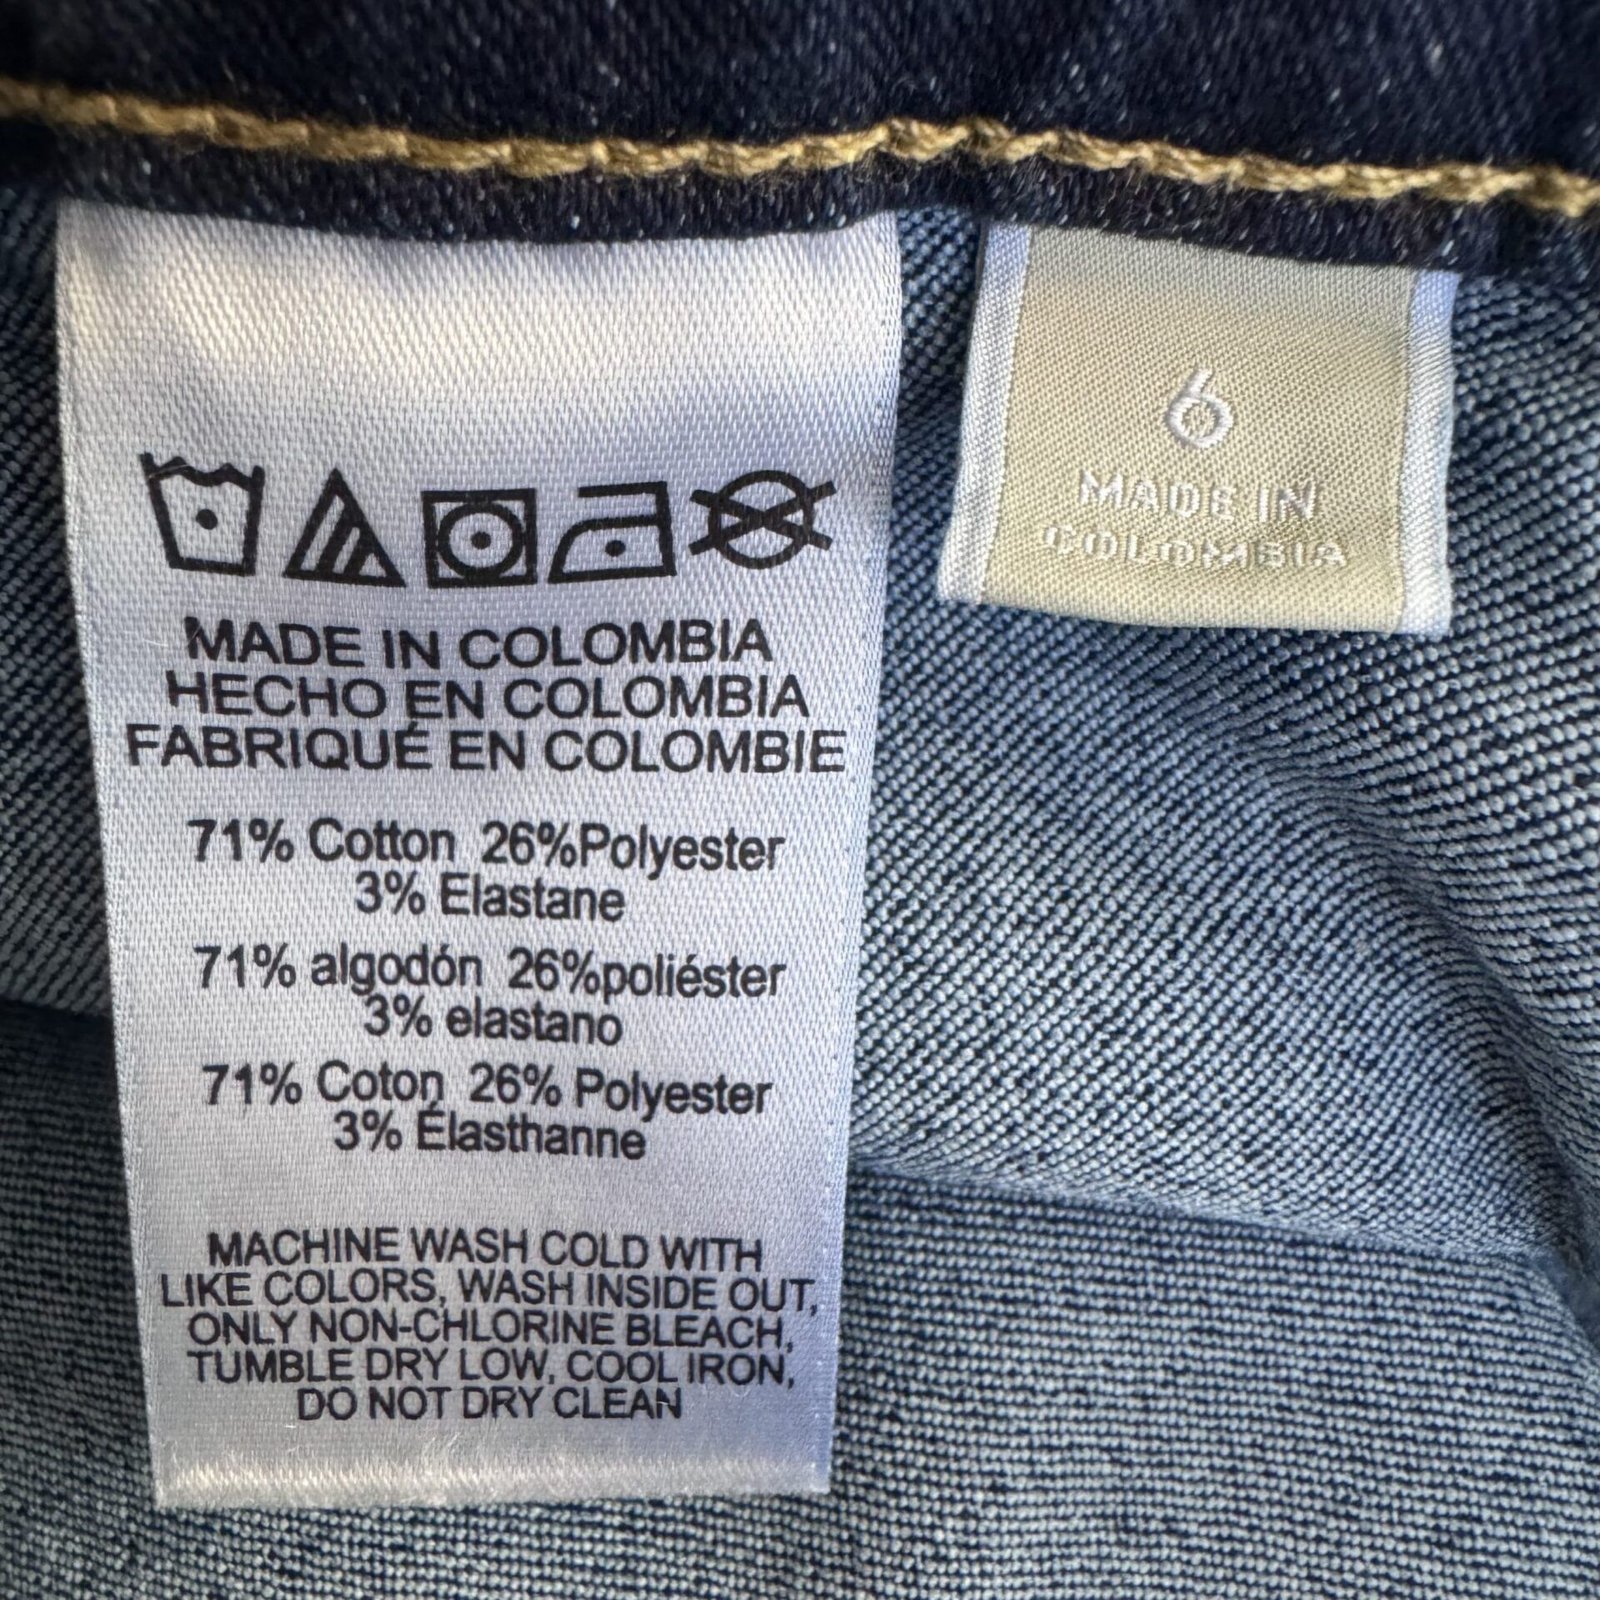 MADE IN COLOMBIA
HECHO EN COLOMBIA
FABRIQUÉ EN COLOMBIE
71% Cotton 26%Polyester
3% Elastane
71% algodón 26%poliéster
3% elastano
71% Coton 26% Polyester
3% Élasthanne
MACHINE WASH COLD WITH
LIKE COLORS, WASH INSIDE OUT,
ONLY NON-CHLORINE BLEACH,
TUMBLE DRY LOW, COOL IRON,
DO NOT DRY CLEAN
6
MADE IN
COLOMBIA